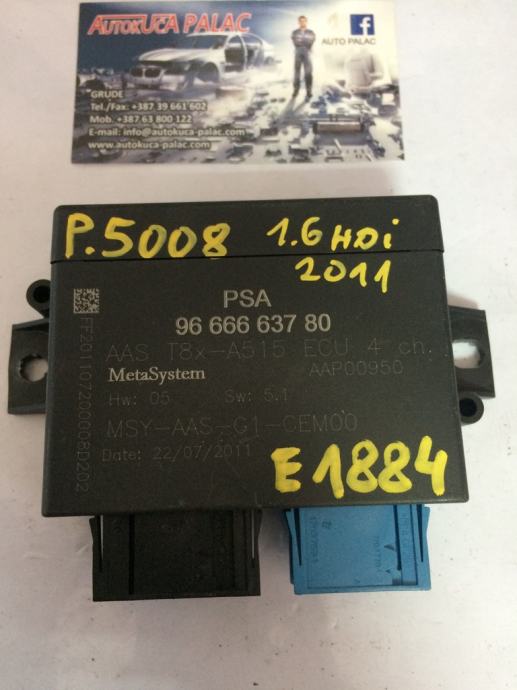 AUTOKUĆA PALAC
AUTO PALAC
GRUDE
Tel./Fax: +387 39 661 602
Mob. +387 63 800 122
E-mail: info@autokuca-palac.com
www.autokuca-palac.com
P.5008 1.6 HDi
2011
PSA
96 666 637 80
AAS T8x-A515 ECU 4 ch.
MetaSystem AAP00950
Hw: 05 Sw: 5.1
MSY-AAS-G1-CEM00
Date: 22/07/2011
E1884